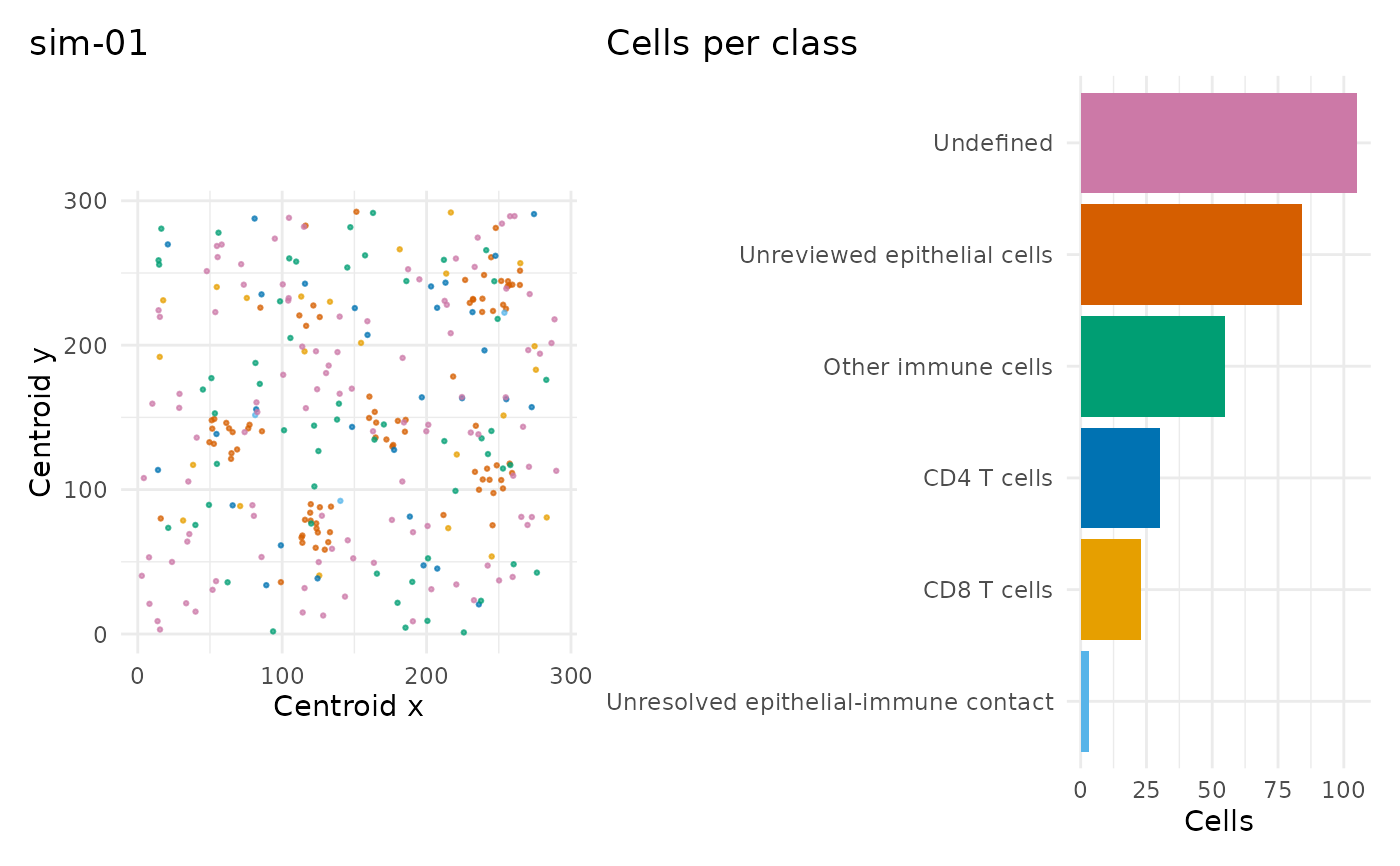 sim-01
300
200
100
0
Centroid y
0 100 200 300
Centroid x
Cells per class
Undefined
Unreviewed epithelial cells
Other immune cells
CD4 T cells
CD8 T cells
Unresolved epithelial-immune contact
0 25 50 75 100
Cells